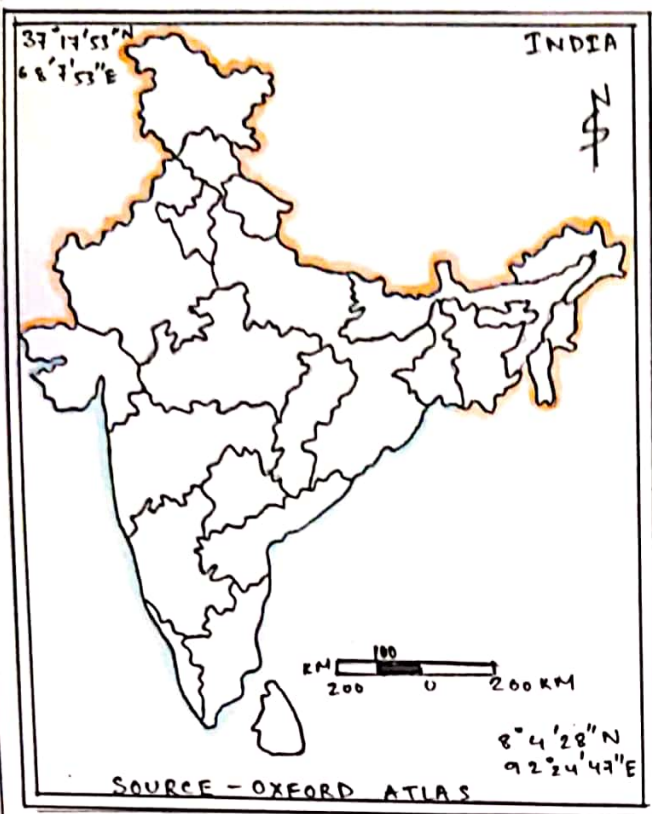 37°17'53"N
INDIA
68°7'53"E
N
100
KM
200 0 200 KM
8°4'28"N
92°24'47"E
SOURCE - OXFORD ATLAS